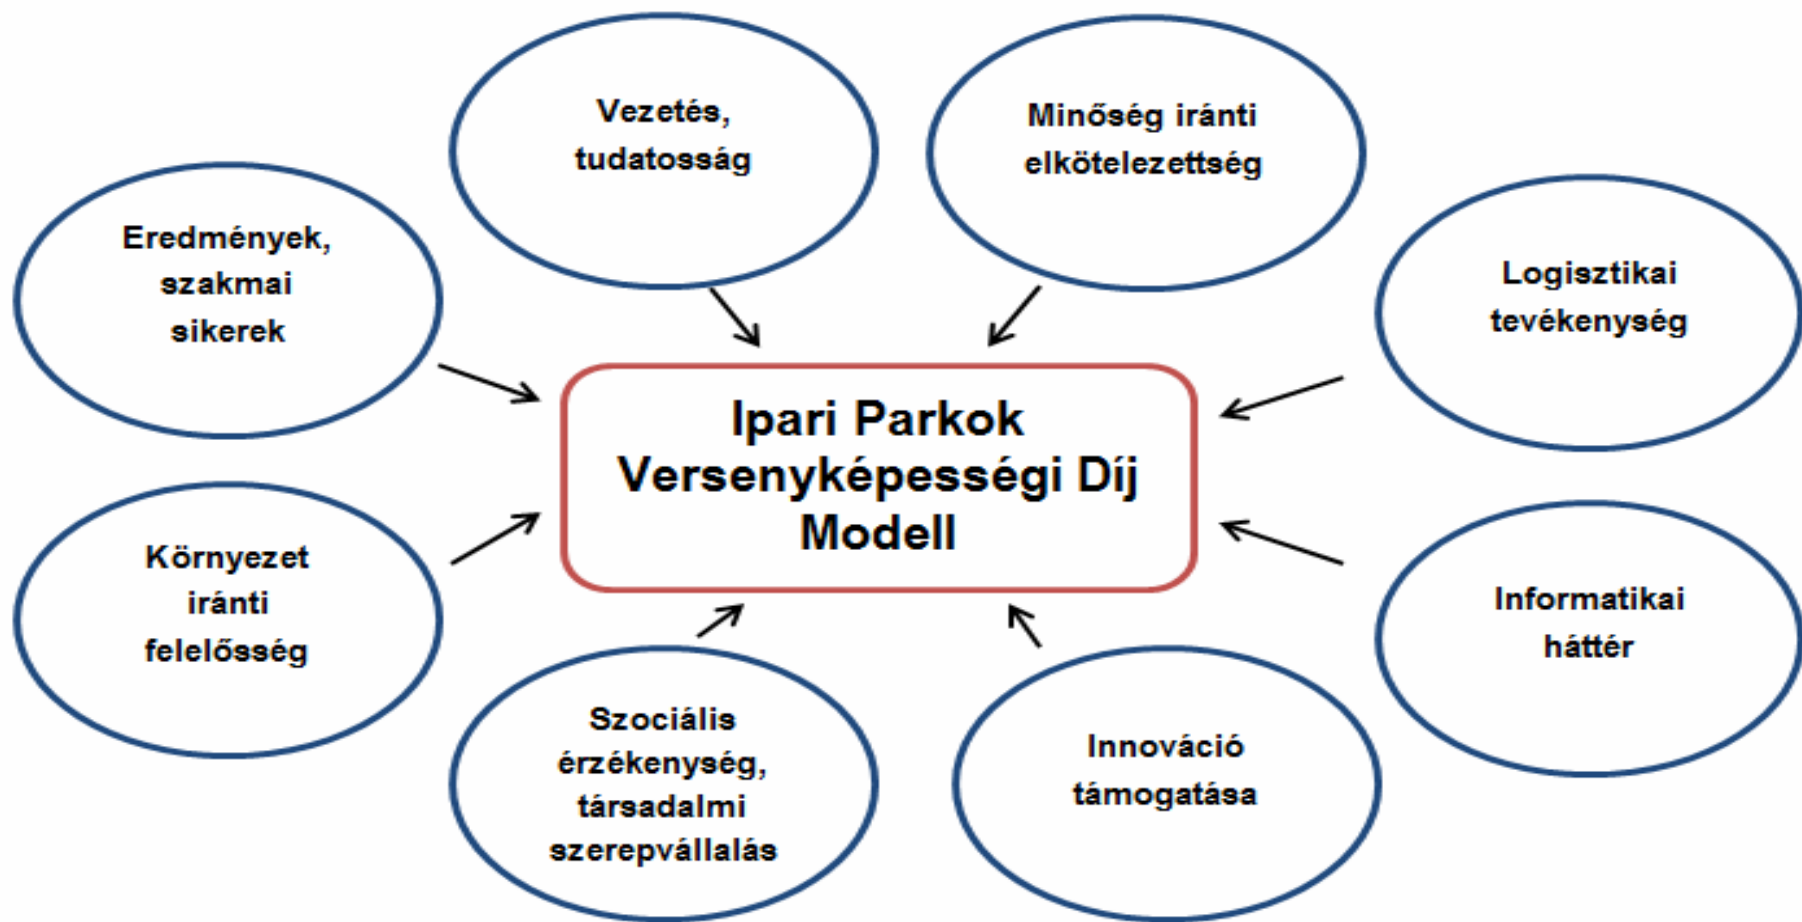 Vezetés,
tudatosság
Minőség iránti
elkötelezettség
Eredmények,
szakmai
sikerek
Logisztikai
tevékenység
Ipari Parkok
Versenyképességi Díj
Modell
Környezet
iránti
felelősség
Informatikai
háttér
Szociális
érzékenység,
társadalmi
szerepvállalás
Innováció
támogatása